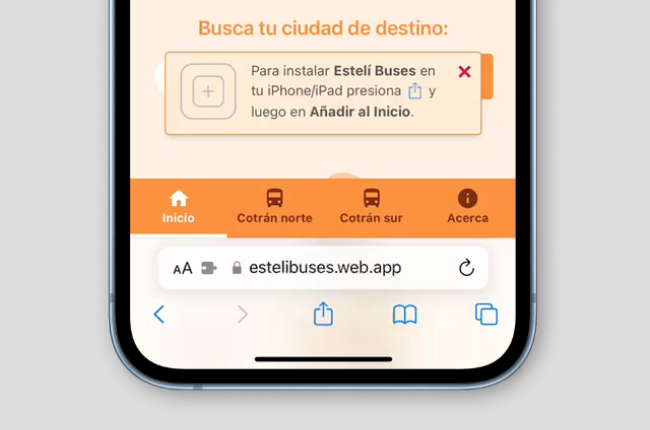 Busca tu ciudad de destino:
Para instalar Estelí Buses en
tu iPhone/iPad presiona y
luego en Añadir al Inicio.
Inicio
Cotrán norte
Cotrán sur
Acerca
AA
estelibuses.web.app